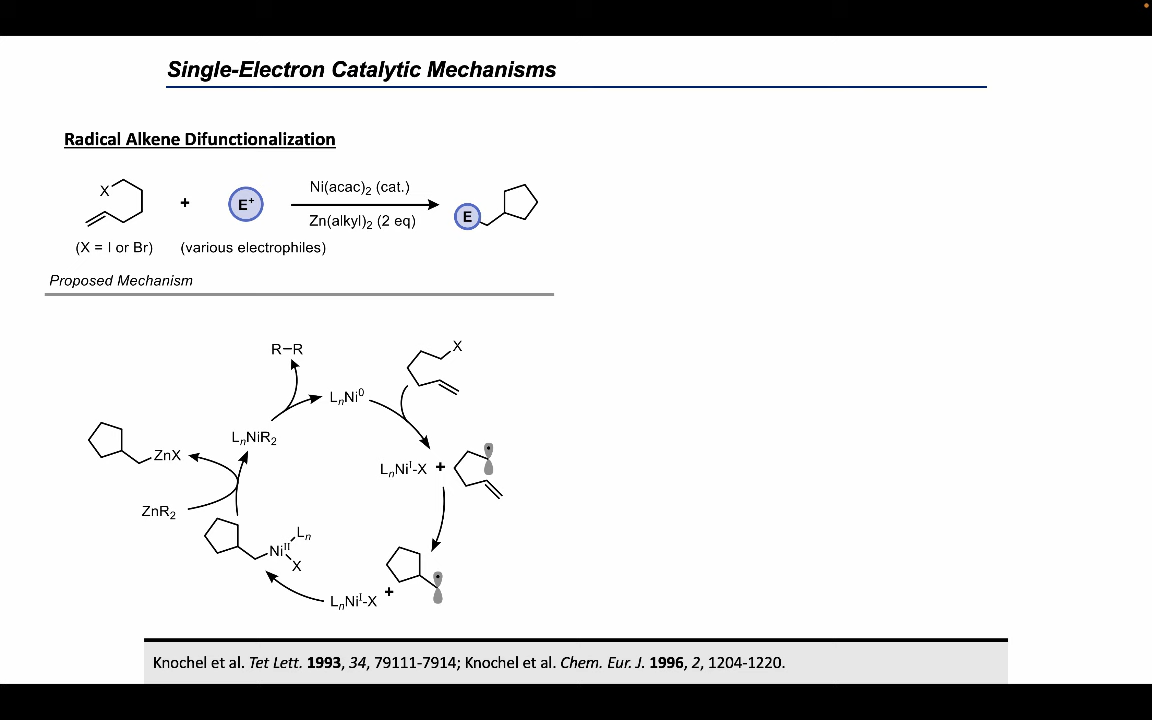 Single-Electron Catalytic Mechanisms
Radical Alkene Difunctionalization
X
+
E⁺
Ni(acac)₂ (cat.)
Zn(alkyl)₂ (2 eq)
E
(X = I or Br)
(various electrophiles)
Proposed Mechanism
R–R
X
LₙNi⁰
LₙNiR₂
ZnX
LₙNiᴵ-X
+
ZnR₂
Lₙ
Niᴵᴵ
X
+
LₙNiᴵ-X
Knochel et al. Tet Lett. 1993, 34, 79111-7914; Knochel et al. Chem. Eur. J. 1996, 2, 1204-1220.